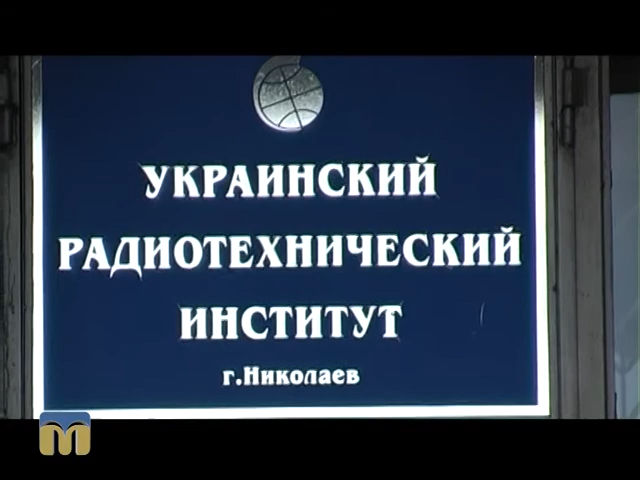 УКРАИНСКИЙ
РАДИОТЕХНИЧЕСКИЙ
ИНСТИТУТ
г.Николаев
М